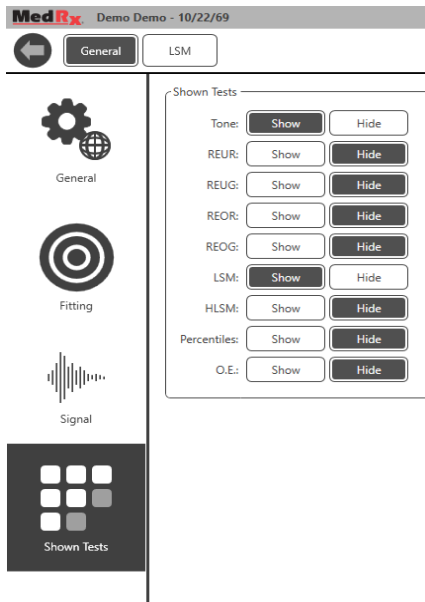 MedRx Demo Demo - 10/22/69
General LSM
Shown Tests
Tone: Show Hide
REUR: Show Hide
General
REUG: Show Hide
REOR: Show Hide
REOG: Show Hide
LSM: Show Hide
Fitting
HLSM: Show Hide
Percentiles: Show Hide
O.E.: Show Hide
Signal
Shown Tests